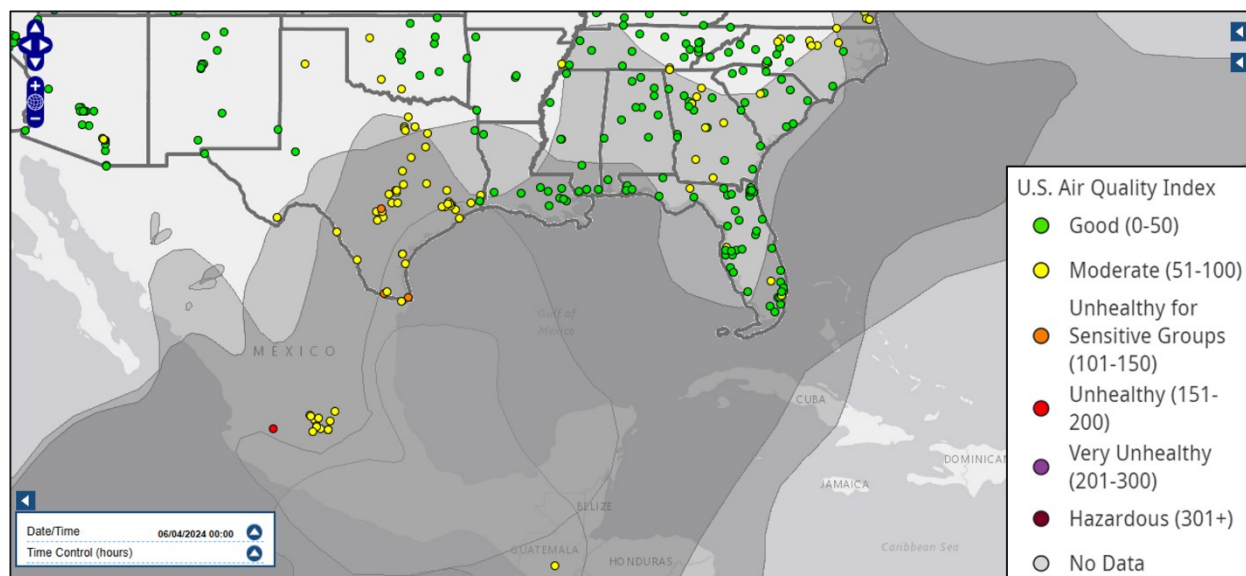 Gulf of
Mexico
MÉXICO
CUBA
DOMINICAN
JAMAICA
BELIZE
GUATEMALA
HONDURAS
Caribbean Sea
Date/Time 06/04/2024 00:00
Time Control (hours)
U.S. Air Quality Index
Good (0-50)
Moderate (51-100)
Unhealthy for
Sensitive Groups
(101-150)
Unhealthy (151-
200)
Very Unhealthy
(201-300)
Hazardous (301+)
No Data